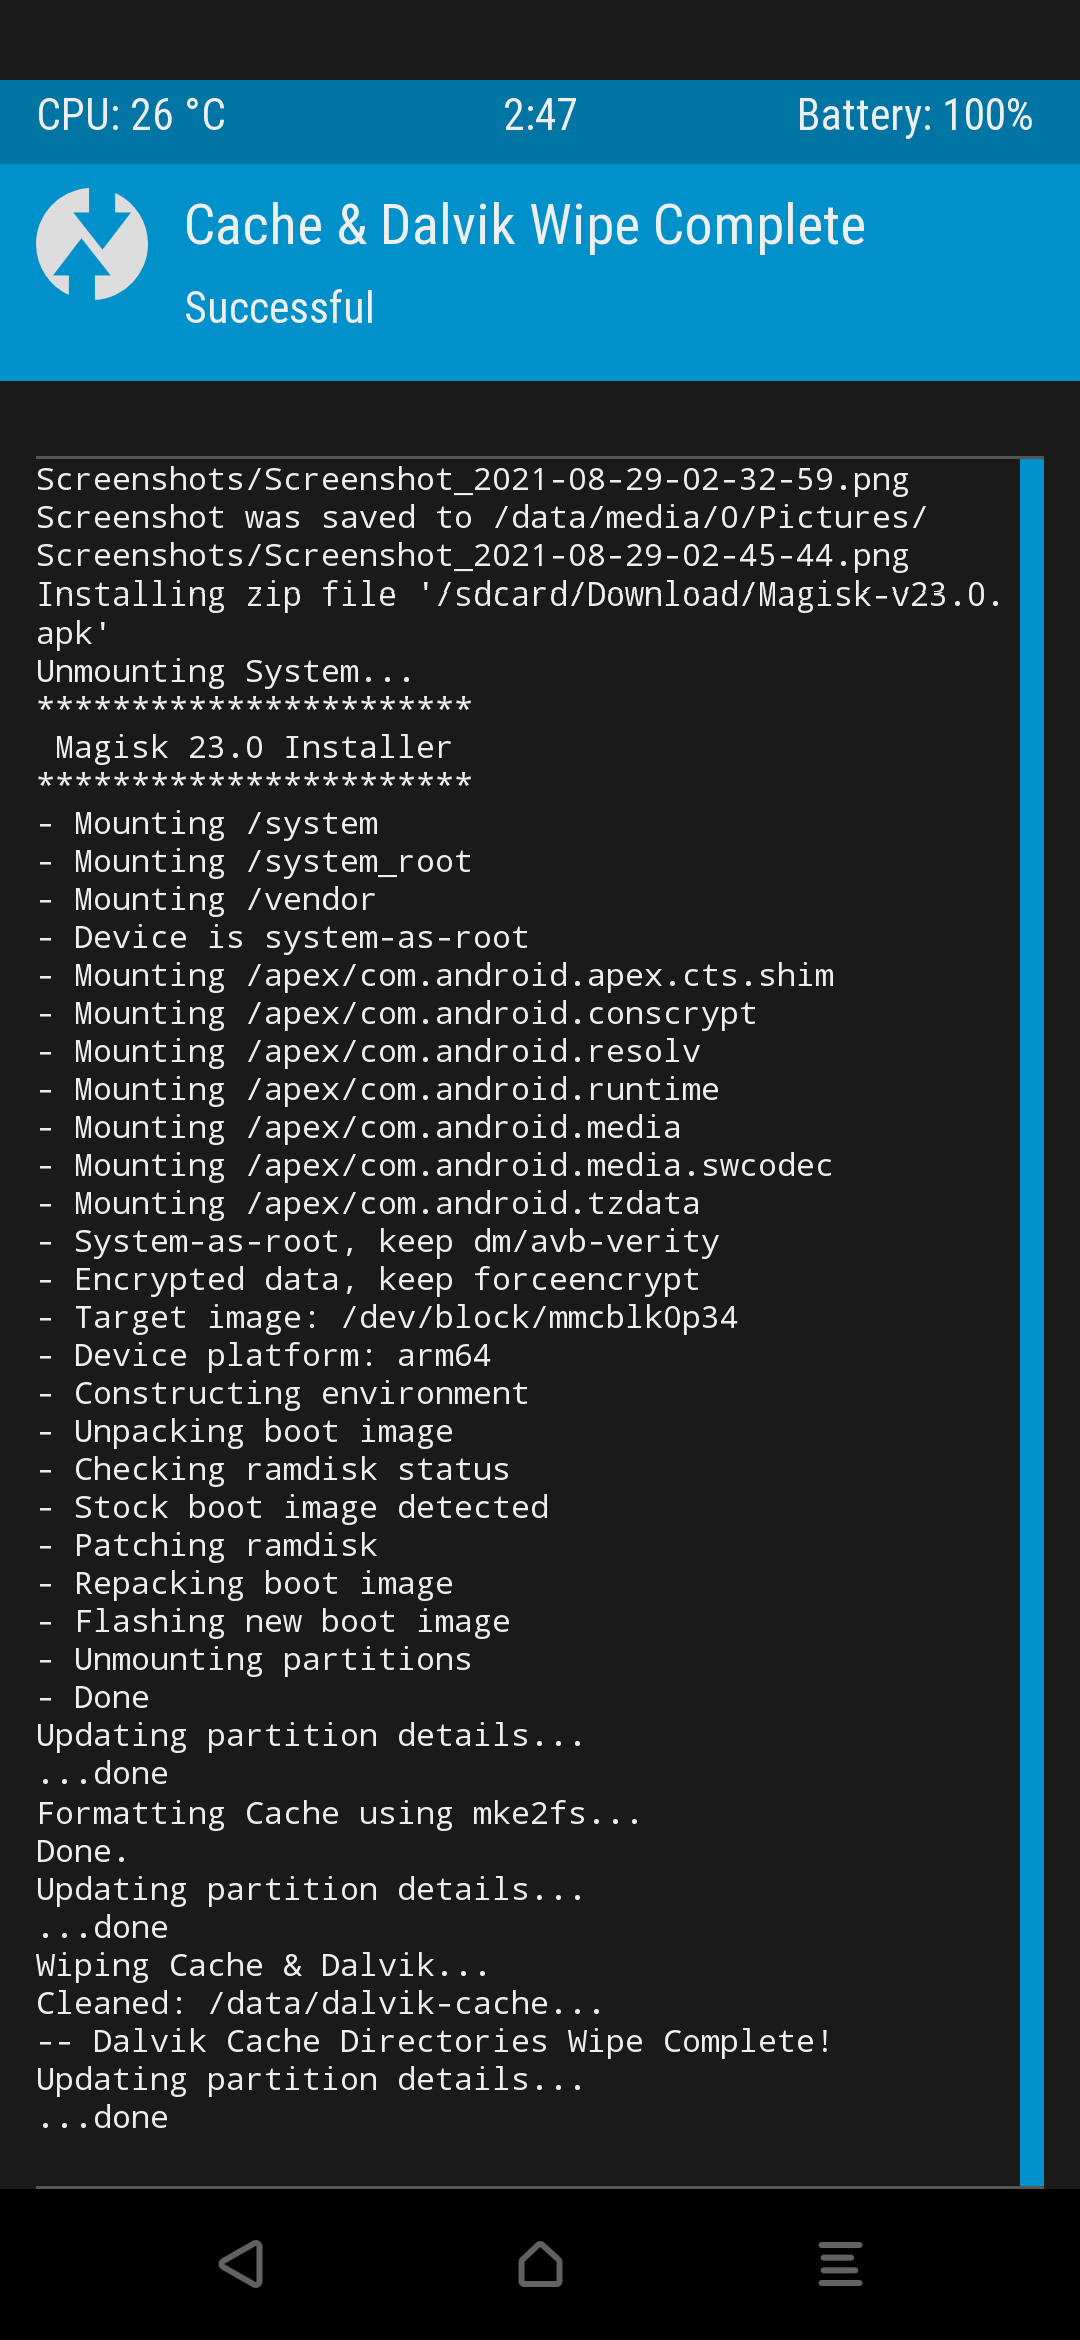 CPU: 26 °C 2:47 Battery: 100%
Cache & Dalvik Wipe Complete
Successful
Screenshots/Screenshot_2021-08-29-02-32-59.png
Screenshot was saved to /data/media/0/Pictures/
Screenshots/Screenshot_2021-08-29-02-45-44.png
Installing zip file '/sdcard/Download/Magisk-v23.0.
apk'
Unmounting System...
***********************
 Magisk 23.0 Installer
***********************
- Mounting /system
- Mounting /system_root
- Mounting /vendor
- Device is system-as-root
- Mounting /apex/com.android.apex.cts.shim
- Mounting /apex/com.android.conscrypt
- Mounting /apex/com.android.resolv
- Mounting /apex/com.android.runtime
- Mounting /apex/com.android.media
- Mounting /apex/com.android.media.swcodec
- Mounting /apex/com.android.tzdata
- System-as-root, keep dm/avb-verity
- Encrypted data, keep forceencrypt
- Target image: /dev/block/mmcblk0p34
- Device platform: arm64
- Constructing environment
- Unpacking boot image
- Checking ramdisk status
- Stock boot image detected
- Patching ramdisk
- Repacking boot image
- Flashing new boot image
- Unmounting partitions
- Done
Updating partition details...
...done
Formatting Cache using mke2fs...
Done.
Updating partition details...
...done
Wiping Cache & Dalvik...
Cleaned: /data/dalvik-cache...
-- Dalvik Cache Directories Wipe Complete!
Updating partition details...
...done